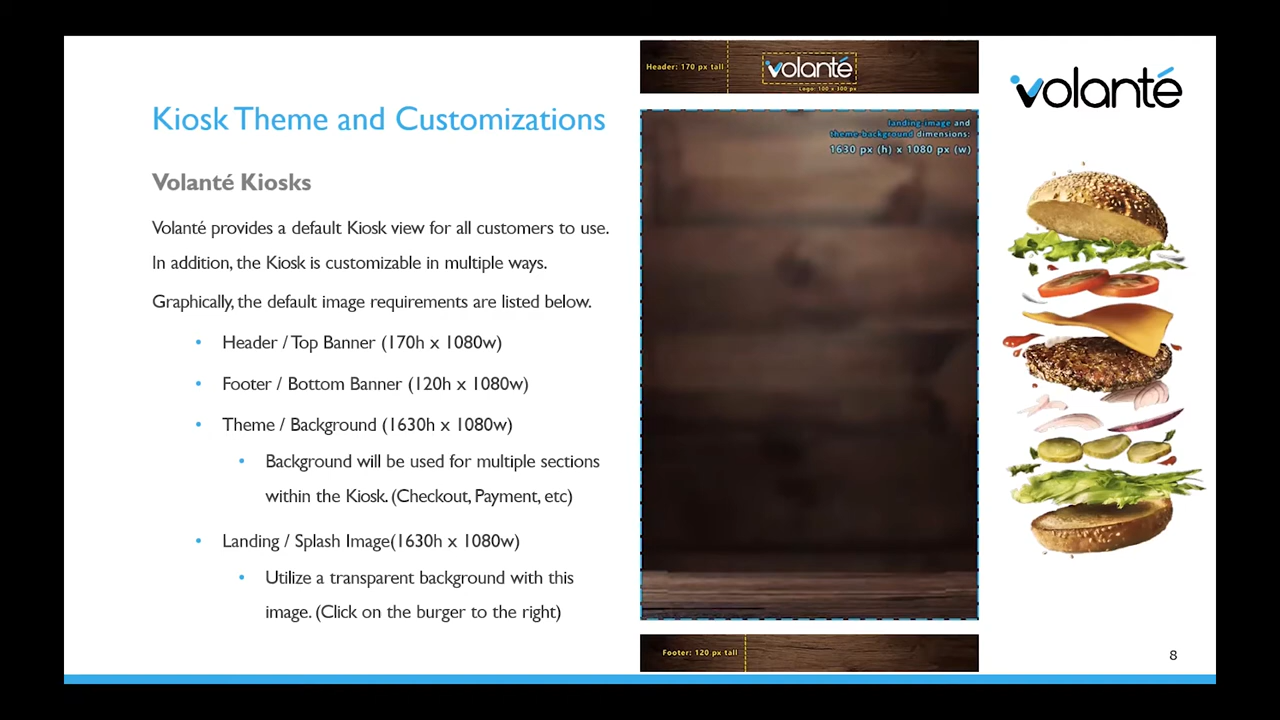 Kiosk Theme and Customizations
Volanté Kiosks
Volanté provides a default Kiosk view for all customers to use.
In addition, the Kiosk is customizable in multiple ways.
Graphically, the default image requirements are listed below.
• Header / Top Banner (170h x 1080w)
• Footer / Bottom Banner (120h x 1080w)
• Theme / Background (1630h x 1080w)
• Background will be used for multiple sections
within the Kiosk. (Checkout, Payment, etc)
• Landing / Splash Image(1630h x 1080w)
• Utilize a transparent background with this
image. (Click on the burger to the right)
Header: 170 px tall
volanté
Logo: 100 x 300 px
landing-image and
theme-background dimensions:
1630 px (h) x 1080 px (w)
Footer: 120 px tall
volanté
8